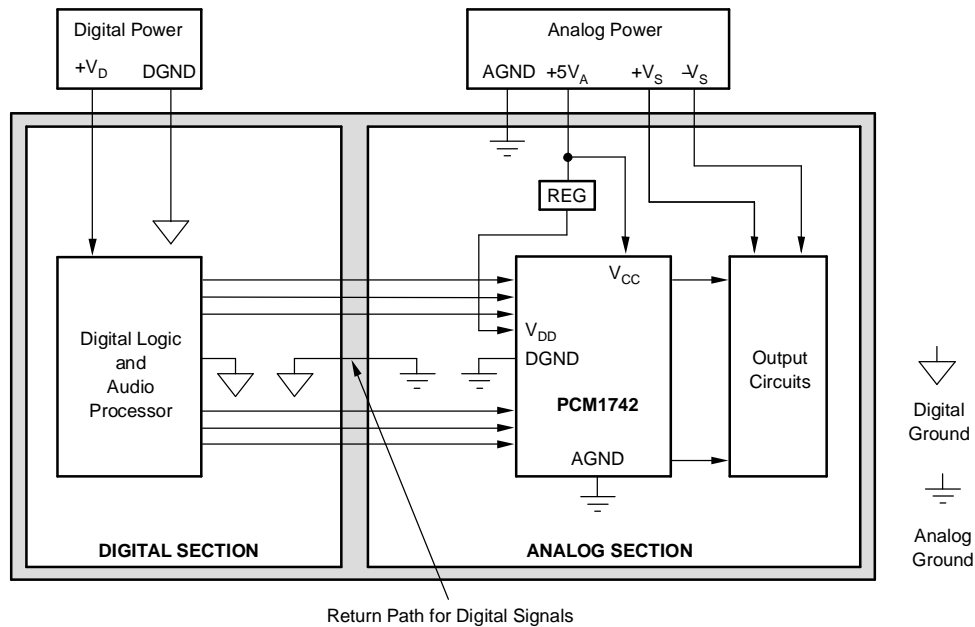 Digital Power
+VD DGND
Analog Power
AGND +5VA +VS –VS
REG
VCC
VDD
DGND
PCM1742
AGND
Digital Logic
and
Audio
Processor
Output
Circuits
DIGITAL SECTION
ANALOG SECTION
Digital
Ground
Analog
Ground
Return Path for Digital Signals